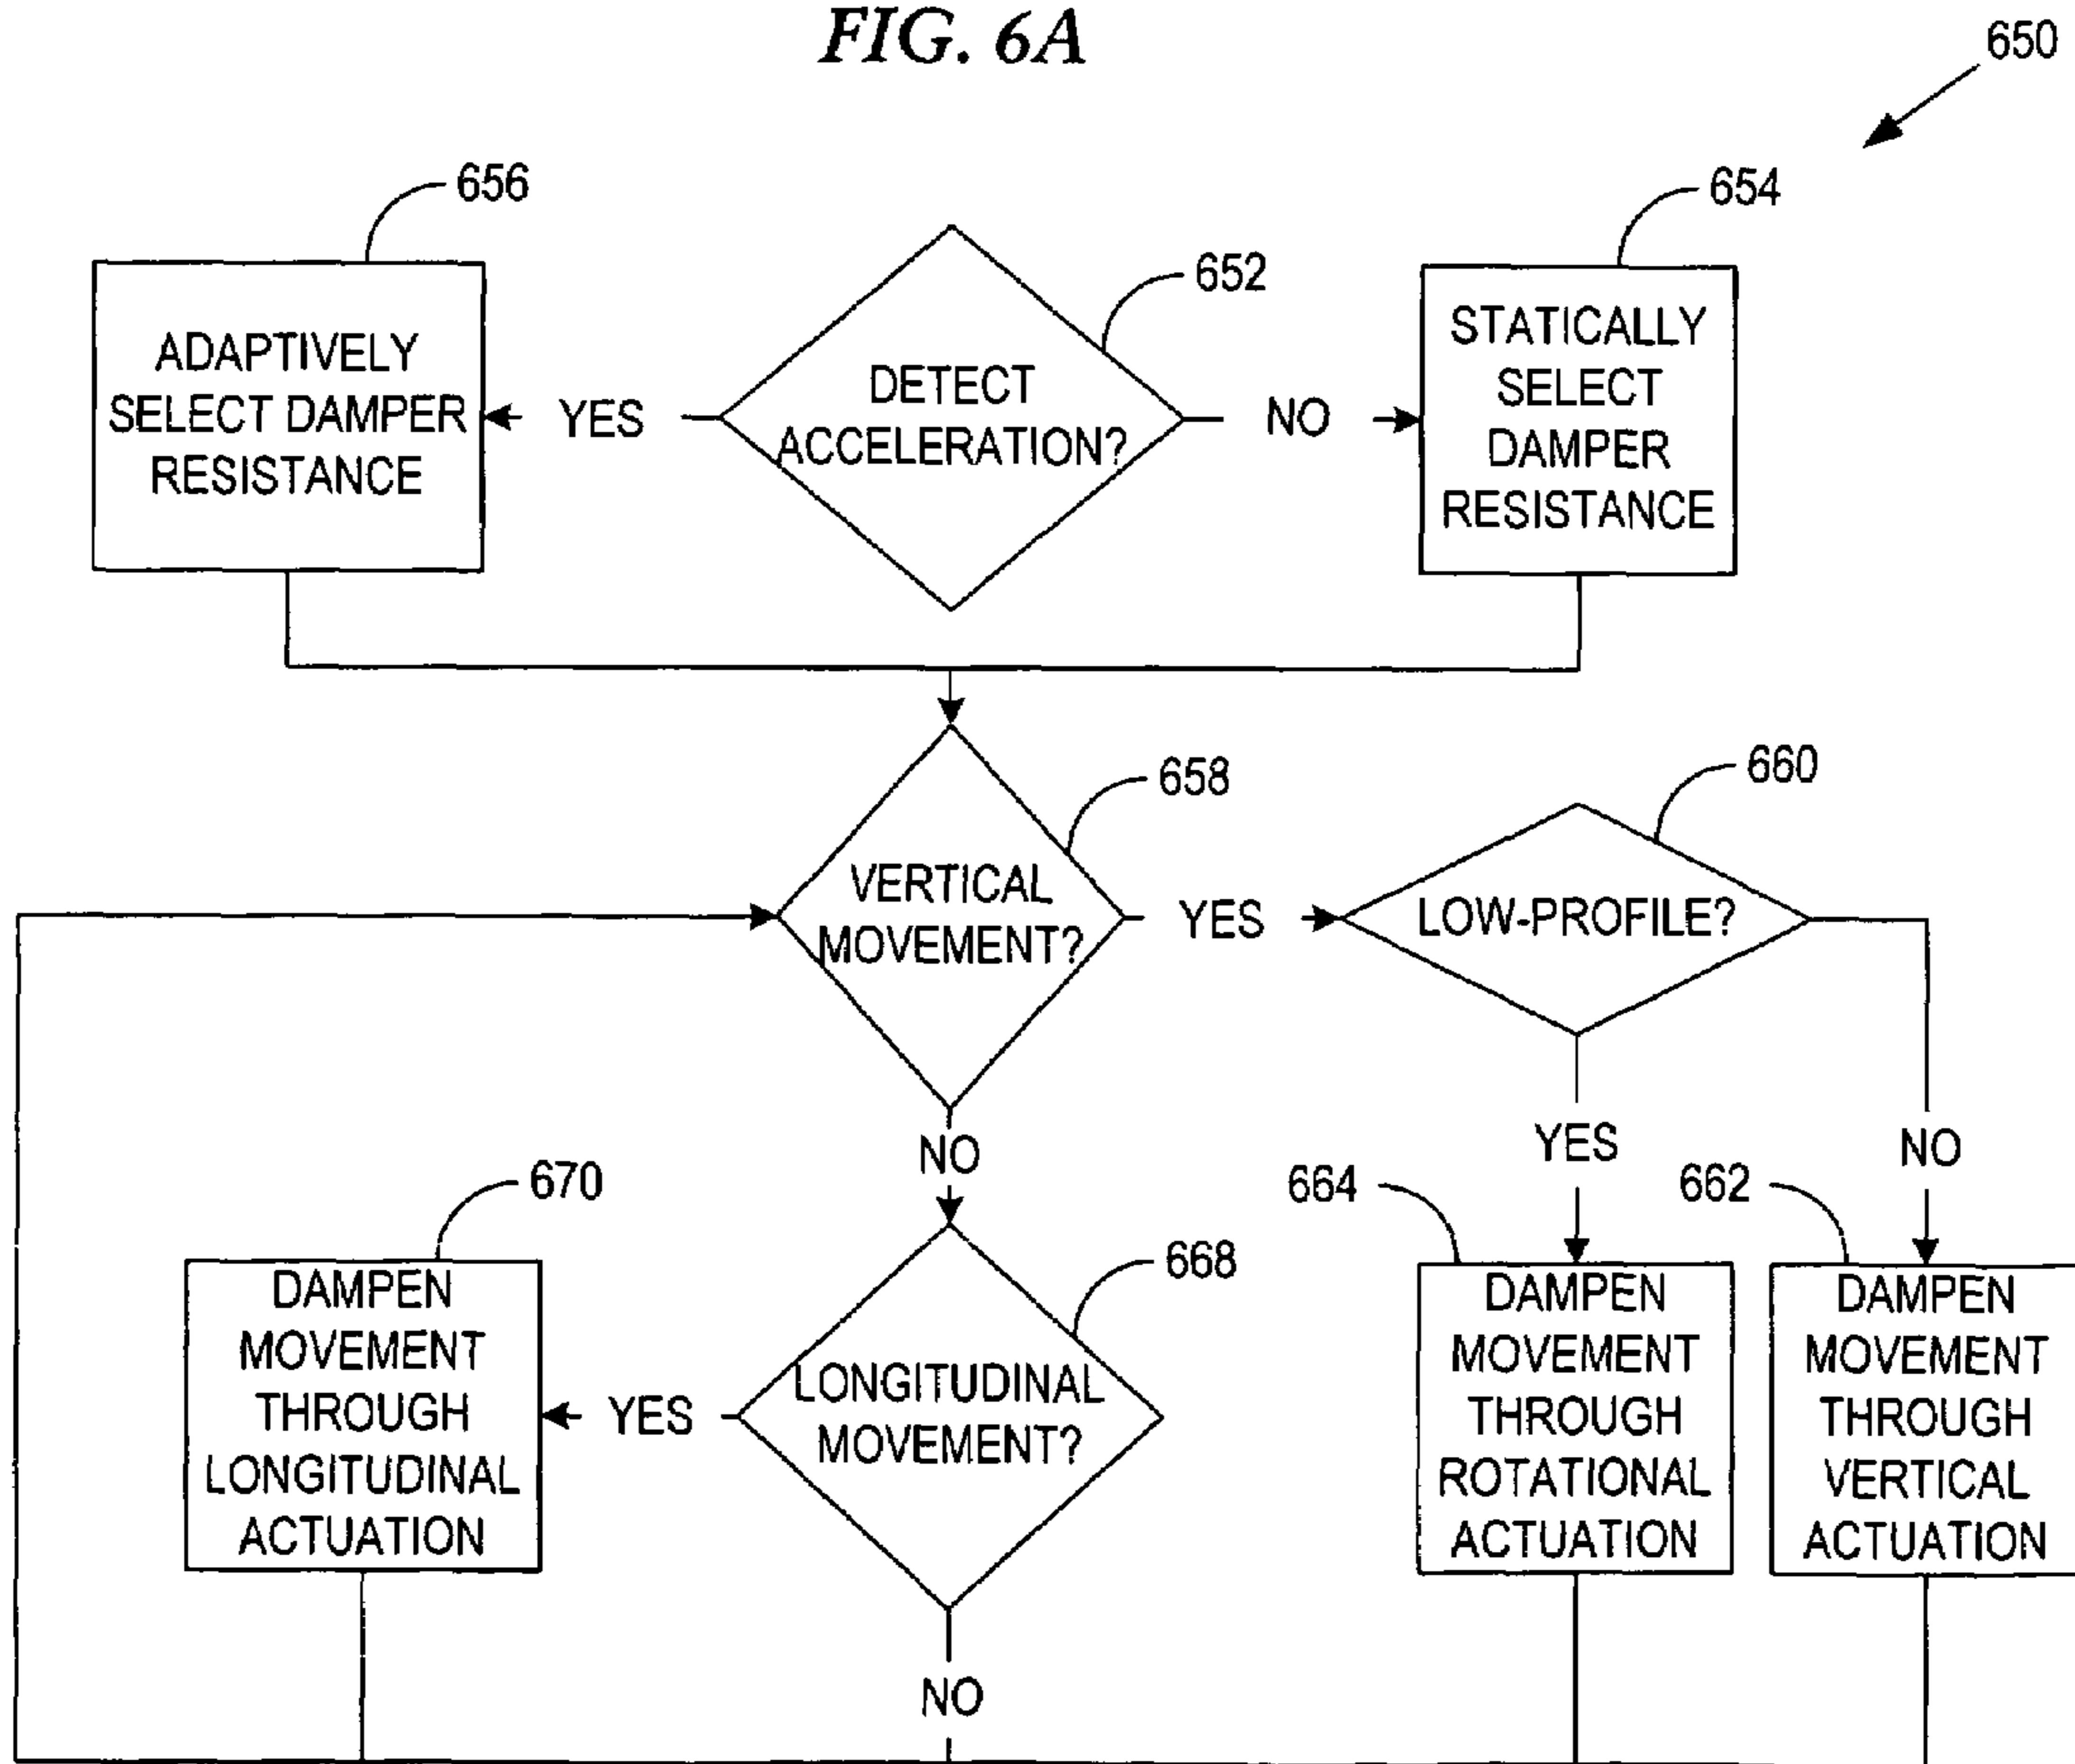 FIG. 6A
650
656
654
652
ADAPTIVELY
SELECT DAMPER
RESISTANCE
YES
DETECT
ACCELERATION?
NO
STATICALLY
SELECT
DAMPER
RESISTANCE
658
660
VERTICAL
MOVEMENT?
YES
LOW-PROFILE?
NO
YES
NO
670
664
662
668
DAMPEN
MOVEMENT
THROUGH
LONGITUDINAL
ACTUATION
YES
LONGITUDINAL
MOVEMENT?
DAMPEN
MOVEMENT
THROUGH
ROTATIONAL
ACTUATION
DAMPEN
MOVEMENT
THROUGH
VERTICAL
ACTUATION
NO